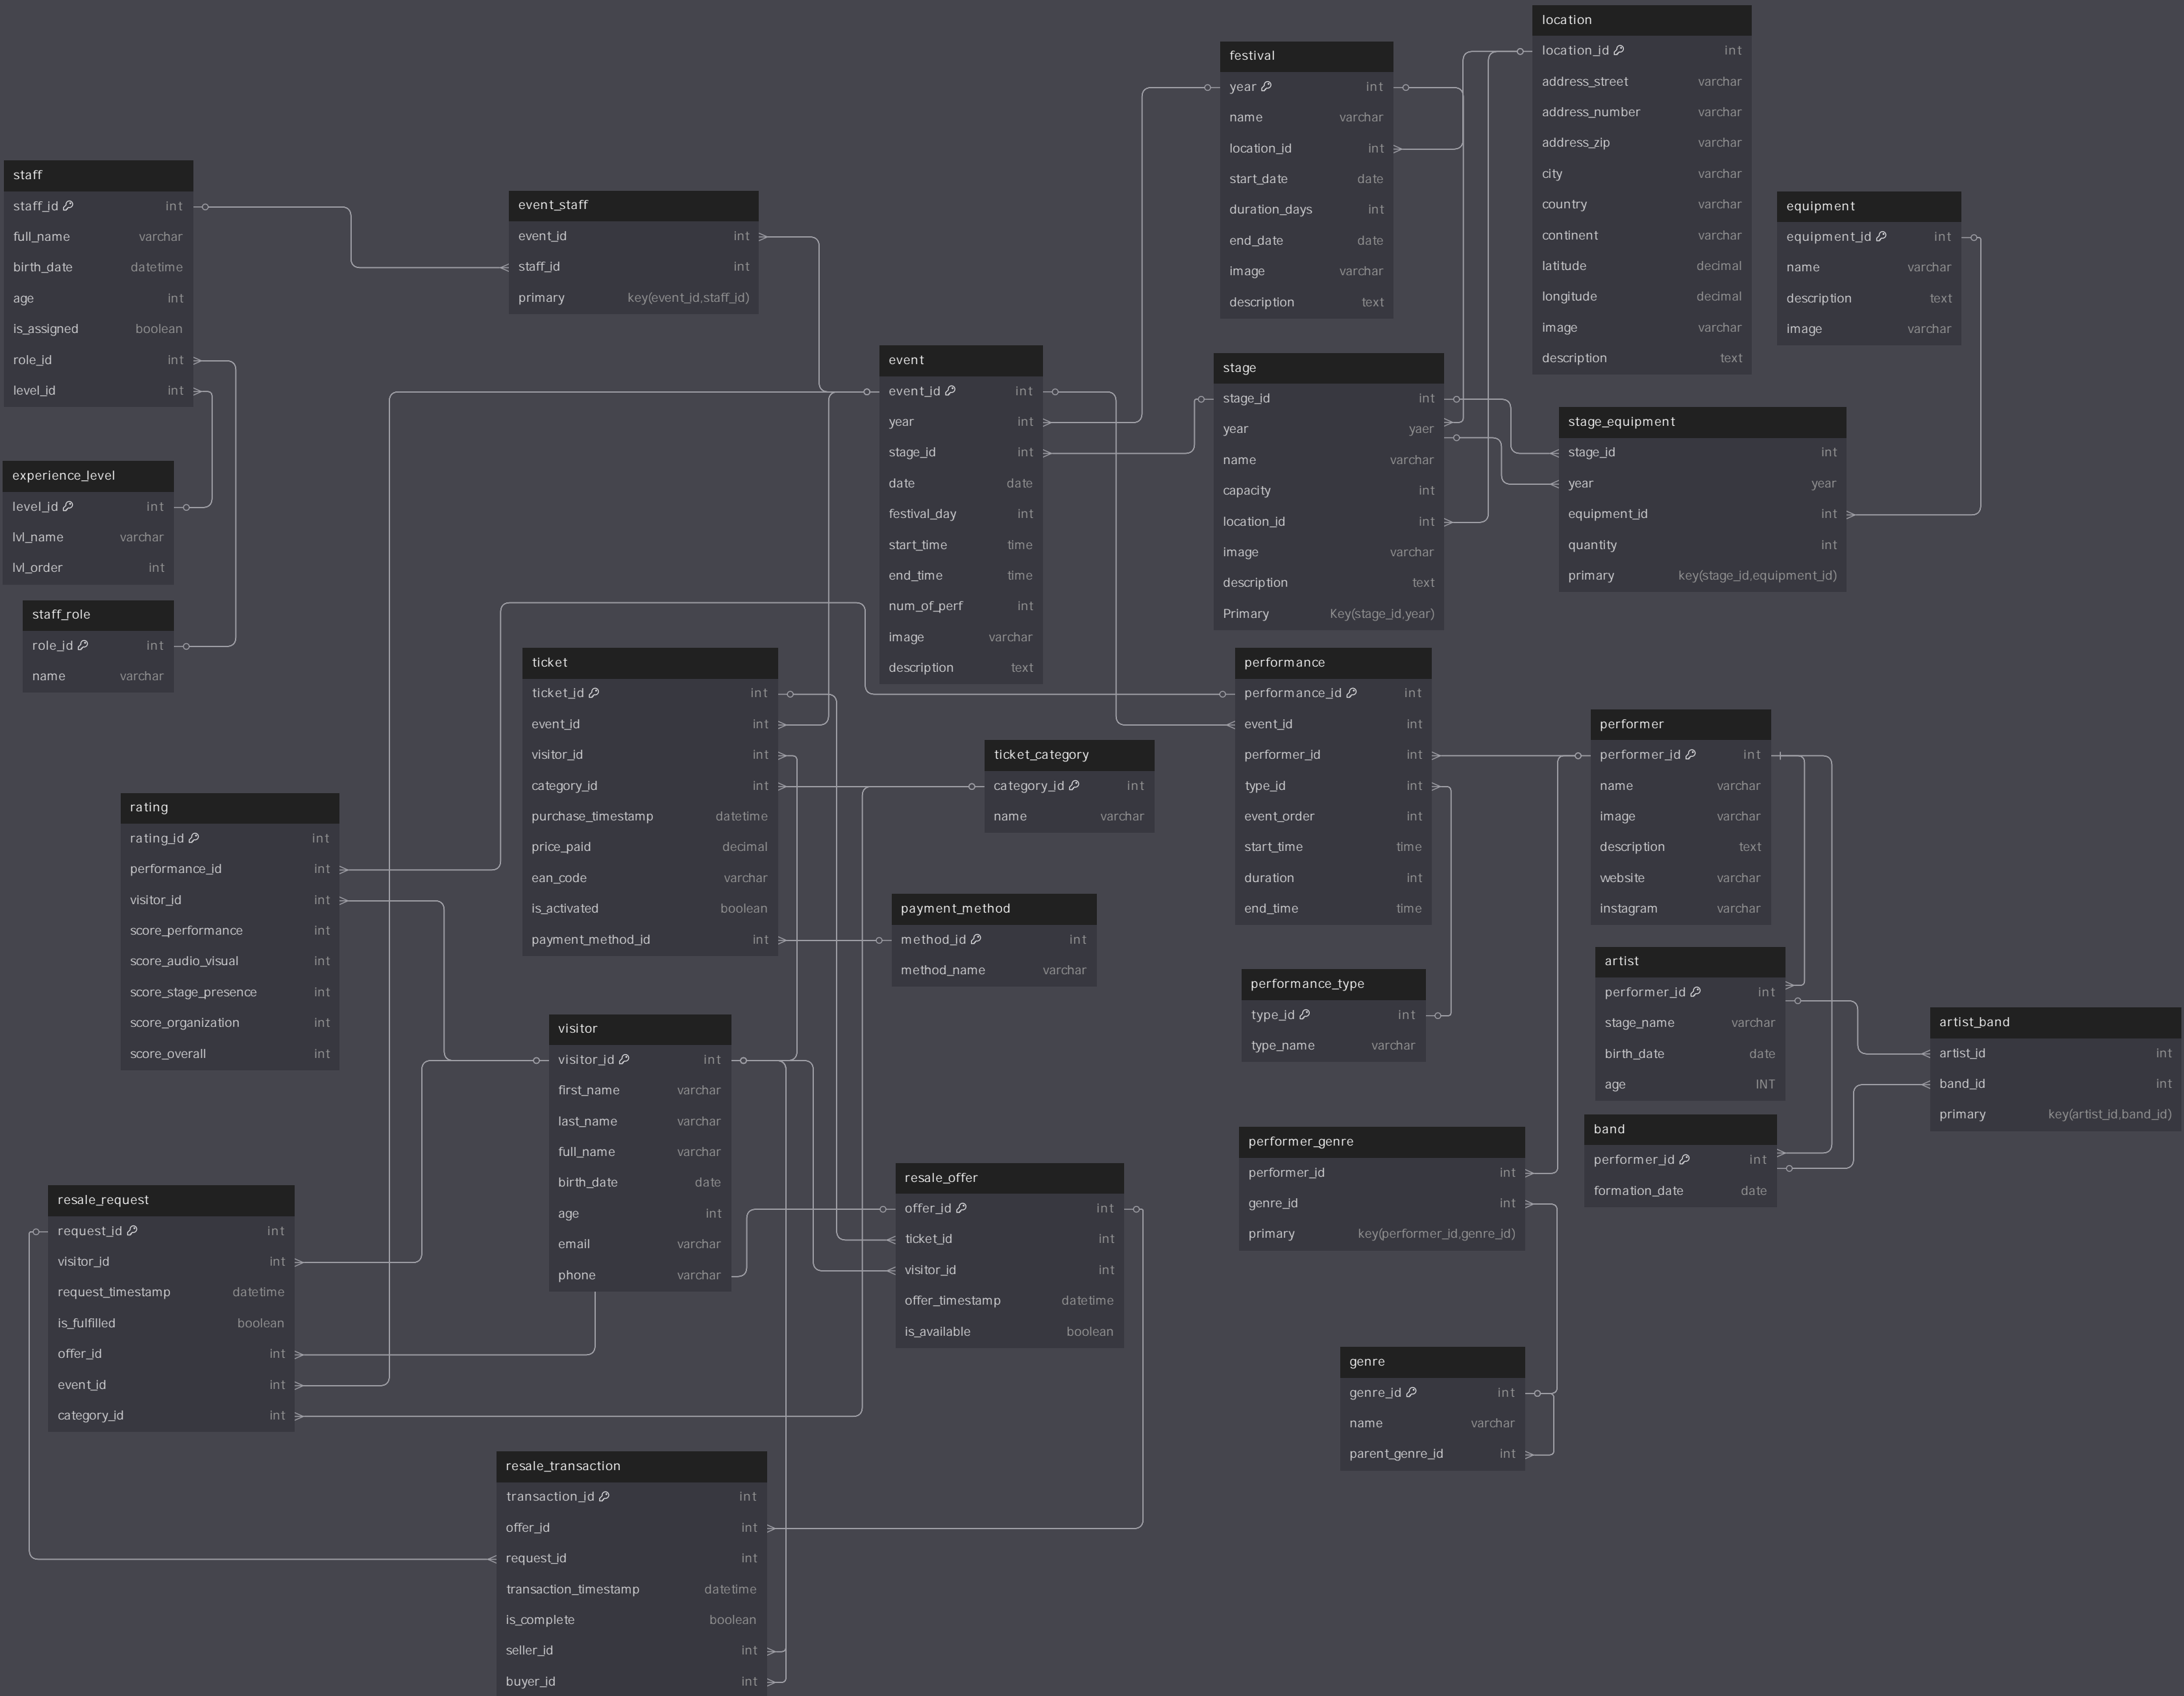 location
location_id int
address_street varchar
address_number varchar
address_zip varchar
city varchar
country varchar
continent varchar
latitude decimal
longitude decimal
image varchar
description text
festival
year int
name varchar
location_id int
start_date date
duration_days int
end_date date
image varchar
description text
staff
staff_id int
full_name varchar
birth_date datetime
age int
is_assigned boolean
role_id int
level_id int
event_staff
event_id int
staff_id int
primary key(event_id,staff_id)
equipment
equipment_id int
name varchar
description text
image varchar
event
event_id int
year int
stage_id int
date date
festival_day int
start_time time
end_time time
num_of_perf int
image varchar
description text
stage
stage_id int
year yaer
name varchar
capacity int
location_id int
image varchar
description text
Primary Key(stage_id,year)
stage_equipment
stage_id int
year year
equipment_id int
quantity int
primary key(stage_id,equipment_id)
experience_level
level_id int
lvl_name varchar
lvl_order int
staff_role
role_id int
name varchar
ticket
ticket_id int
event_id int
visitor_id int
category_id int
purchase_timestamp datetime
price_paid decimal
ean_code varchar
is_activated boolean
payment_method_id int
ticket_category
category_id int
name varchar
performance
performance_id int
event_id int
performer_id int
type_id int
event_order int
start_time time
duration int
end_time time
performer
performer_id int
name varchar
image varchar
description text
website varchar
instagram varchar
rating
rating_id int
performance_id int
visitor_id int
score_performance int
score_audio_visual int
score_stage_presence int
score_organization int
score_overall int
payment_method
method_id int
method_name varchar
performance_type
type_id int
type_name varchar
artist
performer_id int
stage_name varchar
birth_date date
age INT
artist_band
artist_id int
band_id int
primary key(artist_id,band_id)
visitor
visitor_id int
first_name varchar
last_name varchar
full_name varchar
birth_date date
age int
email varchar
phone varchar
band
performer_id int
formation_date date
performer_genre
performer_id int
genre_id int
primary key(performer_id,genre_id)
resale_offer
offer_id int
ticket_id int
visitor_id int
offer_timestamp datetime
is_available boolean
resale_request
request_id int
visitor_id int
request_timestamp datetime
is_fulfilled boolean
offer_id int
event_id int
category_id int
genre
genre_id int
name varchar
parent_genre_id int
resale_transaction
transaction_id int
offer_id int
request_id int
transaction_timestamp datetime
is_complete boolean
seller_id int
buyer_id int